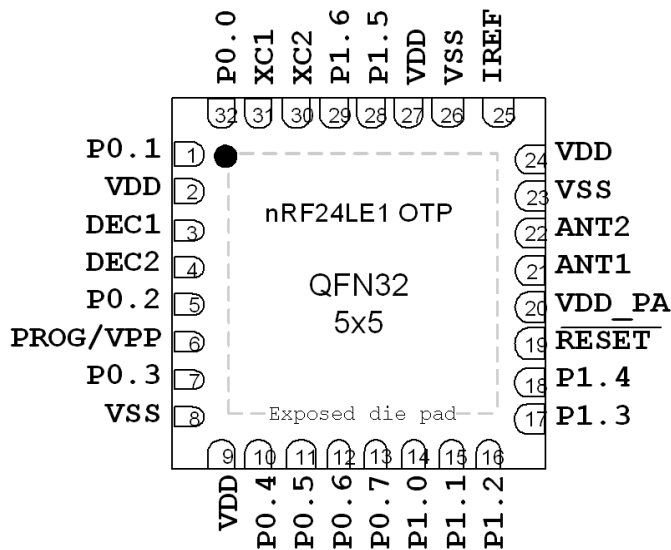 P0.0 XC1 XC2 P1.6 P1.5 VDD VSS IREF
32 31 30 29 28 27 26 25
P0.1 1
VDD 2
DEC1 3
DEC2 4
P0.2 5
PROG/VPP 6
P0.3 7
VSS 8
nRF24LE1 OTP
QFN32
5x5
Exposed die pad
24 VDD
23 VSS
22 ANT2
21 ANT1
20 VDD_PA
19 RESET
18 P1.4
17 P1.3
9 10 11 12 13 14 15 16
VDD P0.4 P0.5 P0.6 P0.7 P1.0 P1.1 P1.2